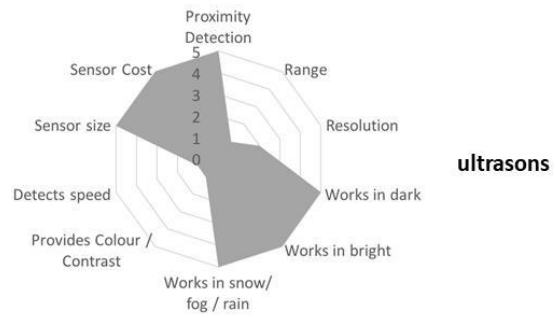 Proximity
Detection
Range
Resolution
Works in dark
Works in bright
Works in snow/
fog / rain
Provides Colour /
Contrast
Detects speed
Sensor size
Sensor Cost
5
4
3
2
1
0
ultrasons